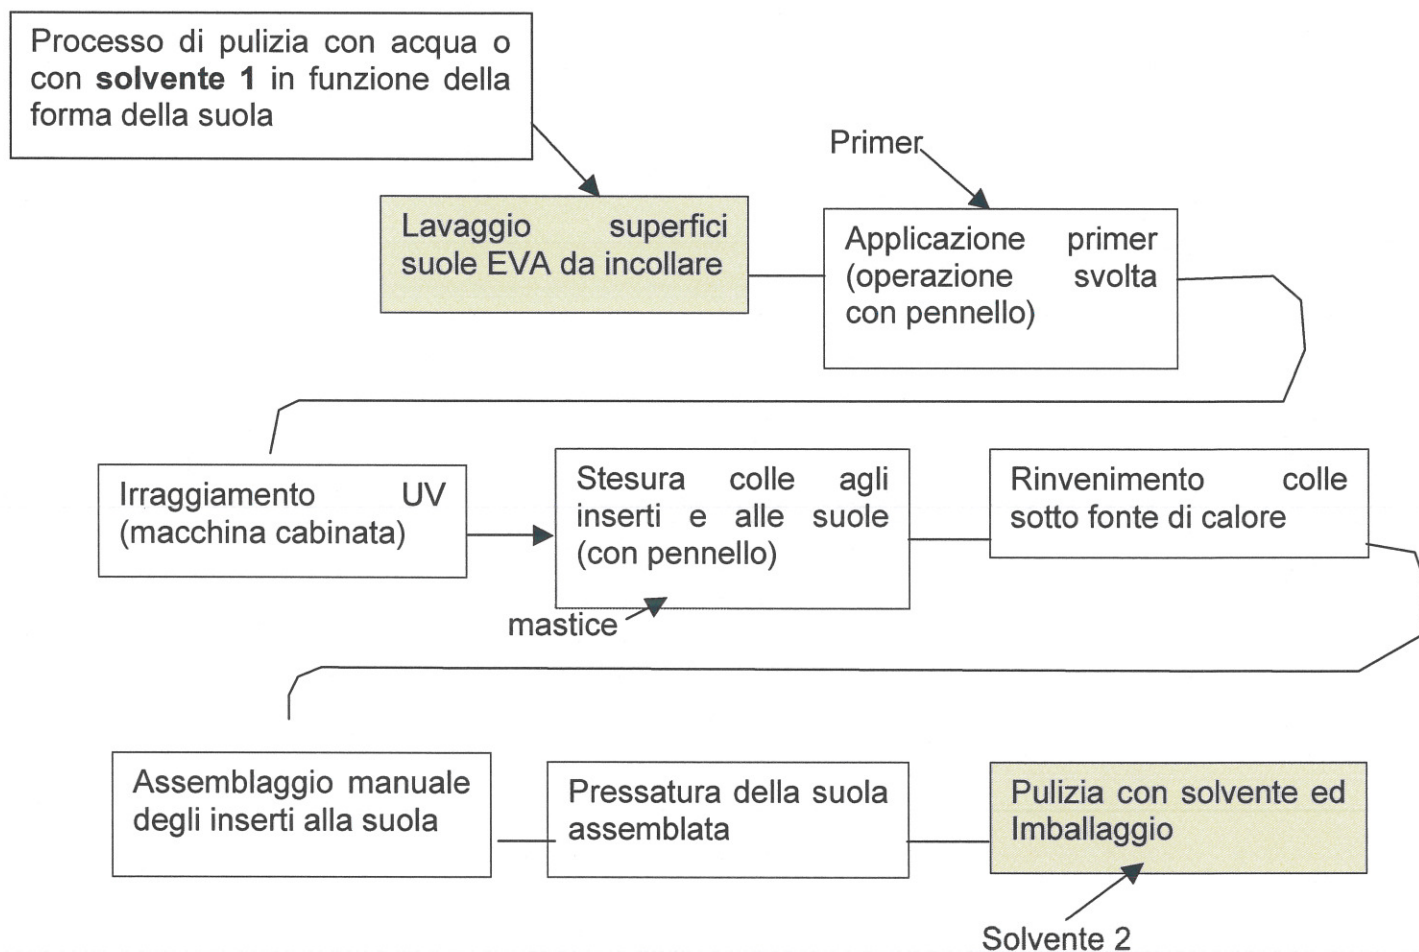 Processo di pulizia con acqua o
con solvente 1 in funzione della
forma della suola
Primer
Lavaggio superfici
suole EVA da incollare
Applicazione primer
(operazione svolta
con pennello)
Irraggiamento UV
(macchina cabinata)
Stesura colle agli
inserti e alle suole
(con pennello)
mastice
Rinvenimento colle
sotto fonte di calore
Assemblaggio manuale
degli inserti alla suola
Pressatura della suola
assemblata
Pulizia con solvente ed
Imballaggio
Solvente 2